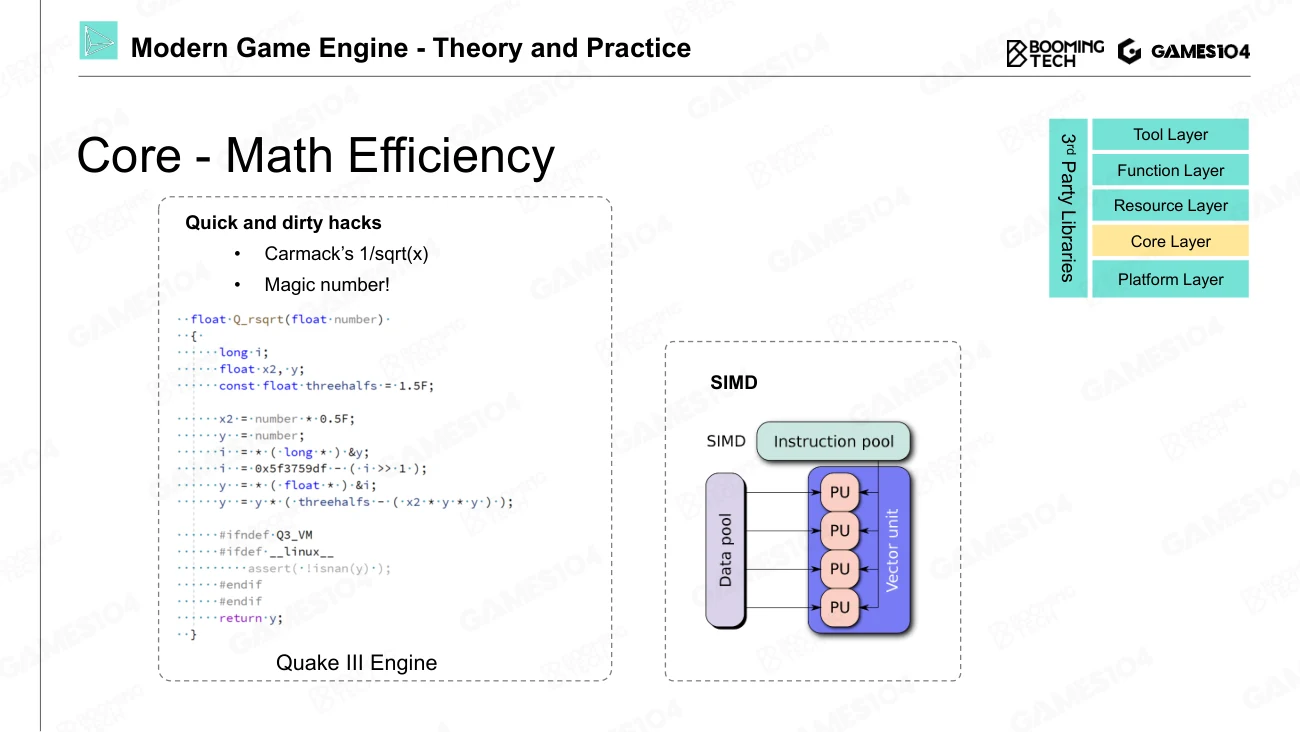 Modern Game Engine - Theory and Practice
BOOMING
TECH
GAMES104
Core - Math Efficiency
3rd Party Libraries
Tool Layer
Function Layer
Resource Layer
Core Layer
Platform Layer
Quick and dirty hacks
• Carmack’s 1/sqrt(x)
• Magic number!
float Q_rsqrt(float number)
{
long i;
float x2, y;
const float threehalfs = 1.5F;
x2 = number * 0.5F;
y = number;
i = * ( long * ) &y;
i = 0x5f3759df - ( i >> 1 );
y = * ( float * ) &i;
y = y * ( threehalfs - ( x2 * y * y ) );
#ifndef Q3_VM
#ifdef __linux__
assert( !isnan(y) );
#endif
#endif
return y;
}
Quake III Engine
SIMD
SIMD
Instruction pool
Data pool
PU
PU
PU
PU
Vector unit